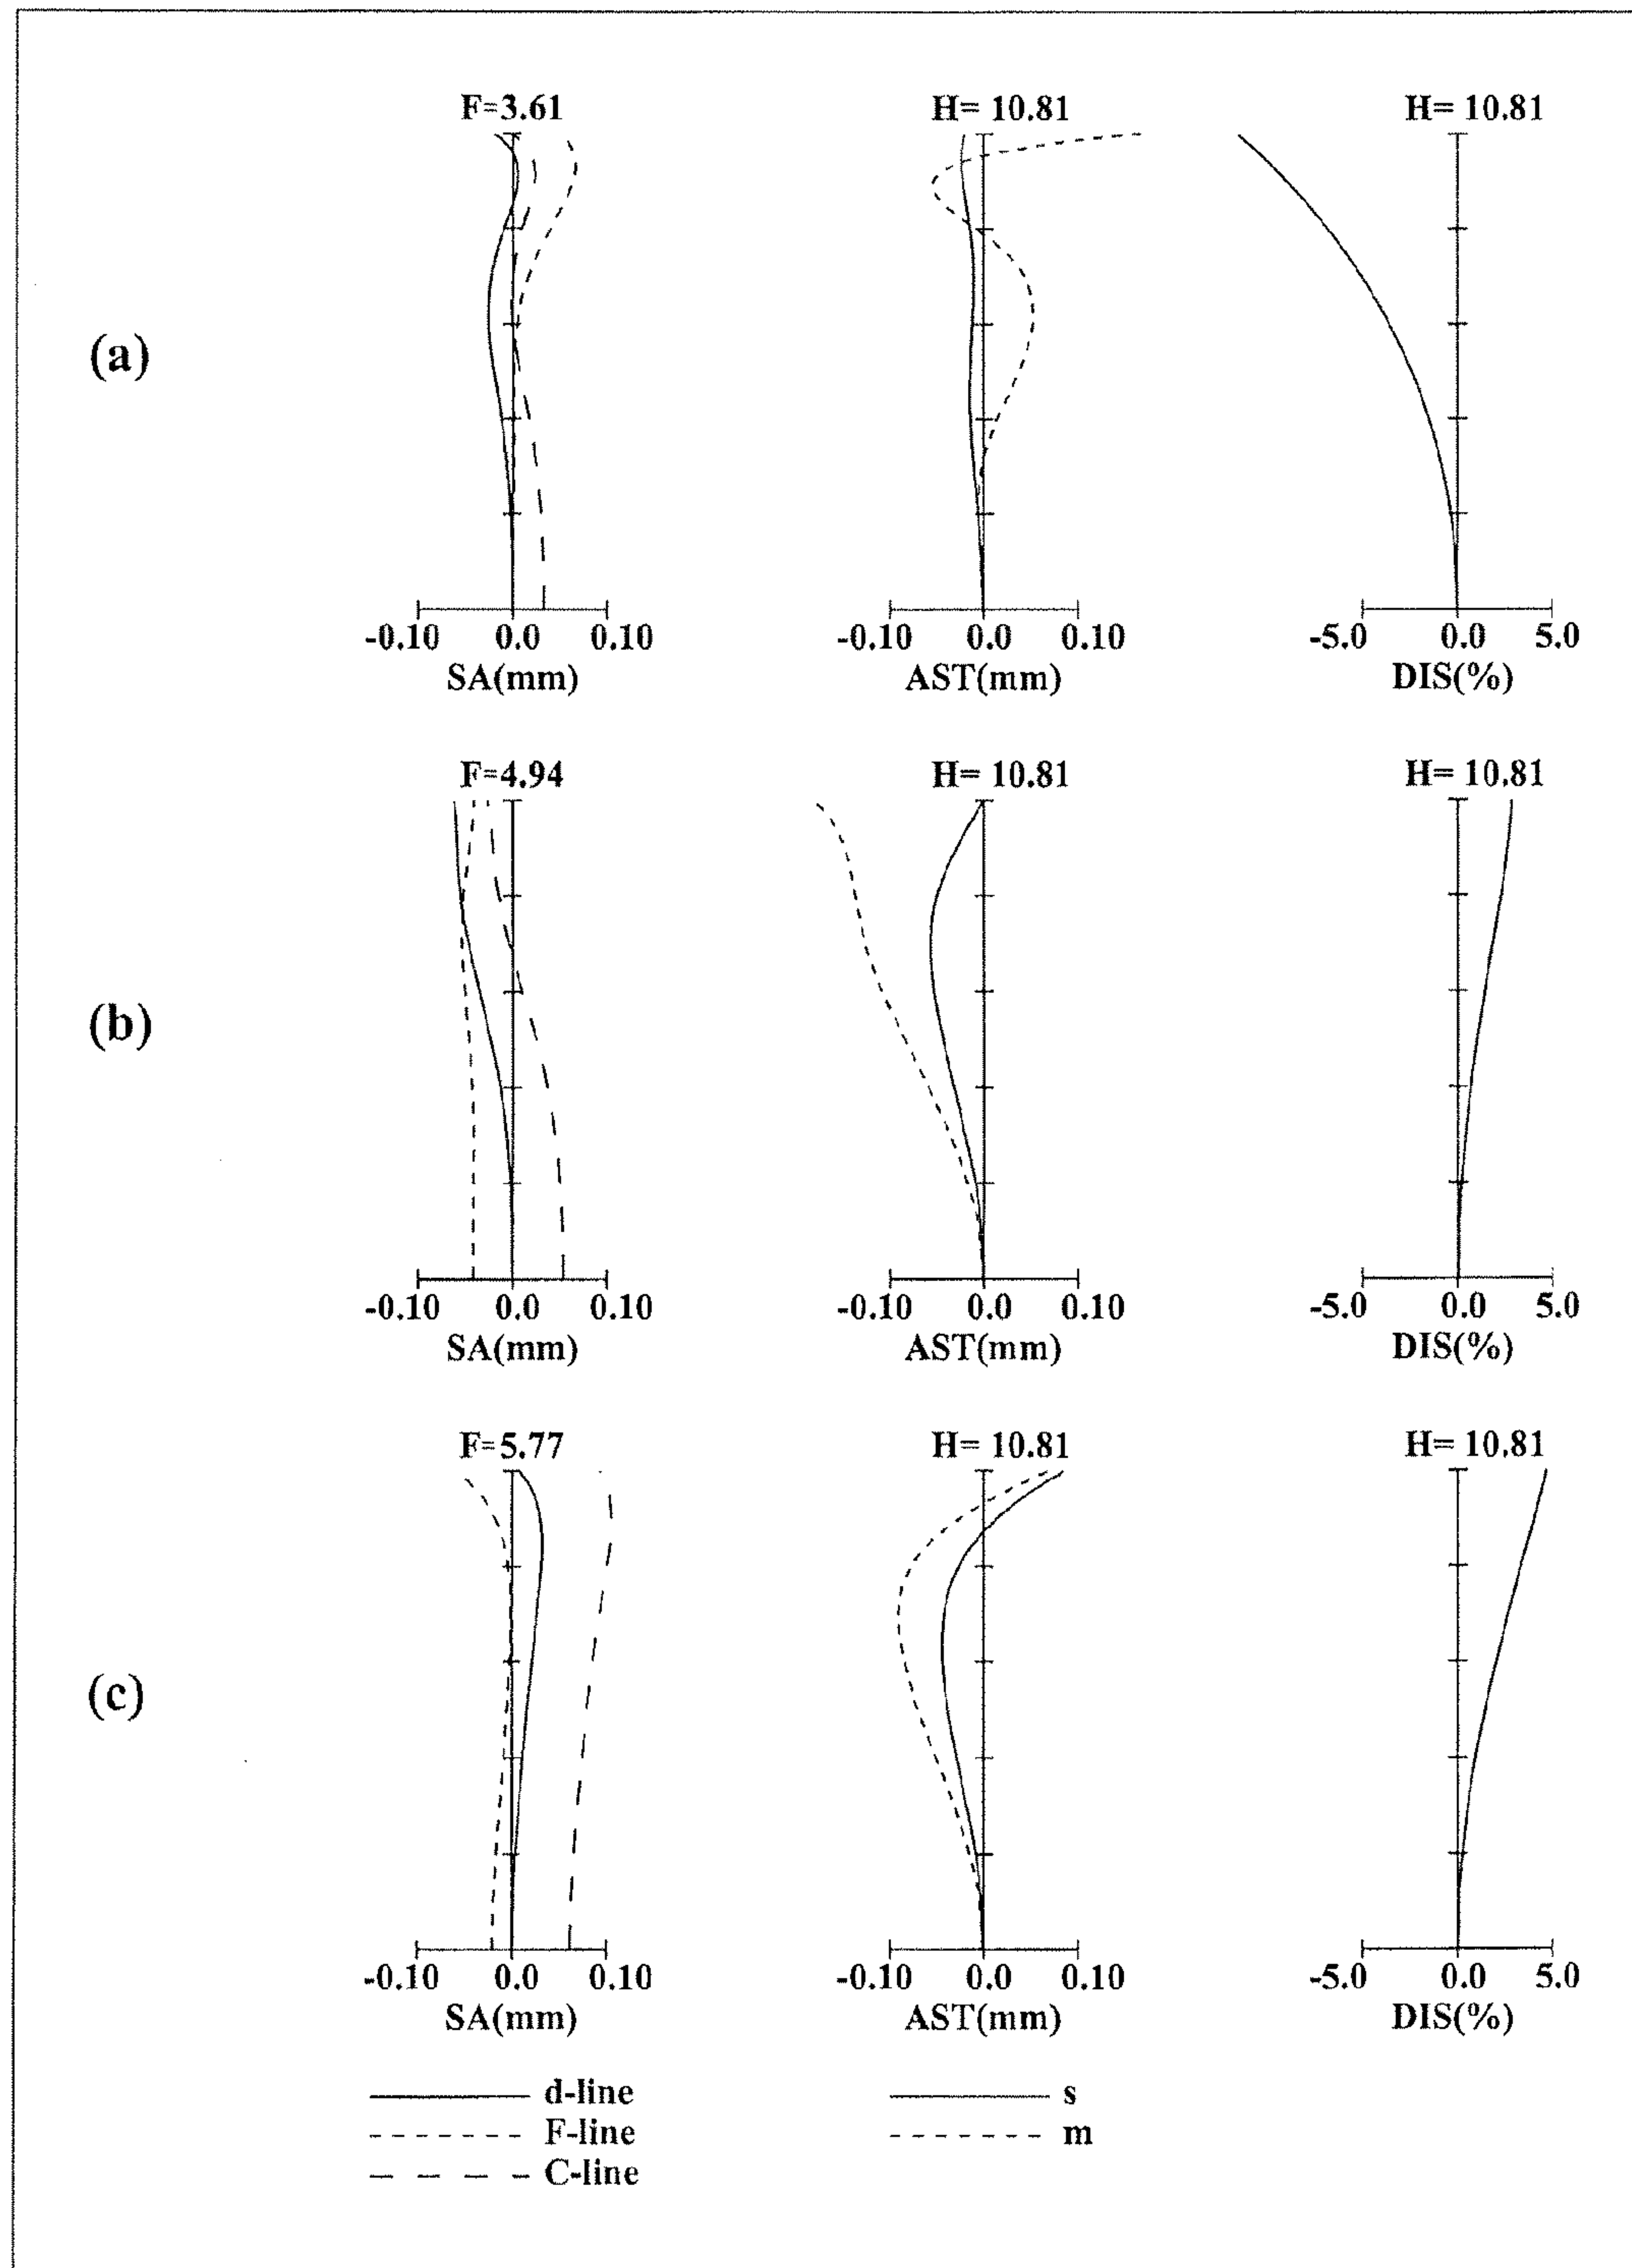 F=3.61 H= 10.81 H= 10.81
(a)
-0.10 0.0 0.10 -0.10 0.0 0.10 -5.0 0.0 5.0
SA(mm) AST(mm) DIS(%)
F=4.94 H= 10.81 H= 10.81
(b)
-0.10 0.0 0.10 -0.10 0.0 0.10 -5.0 0.0 5.0
SA(mm) AST(mm) DIS(%)
F=5.77 H= 10.81 H= 10.81
(c)
-0.10 0.0 0.10 -0.10 0.0 0.10 -5.0 0.0 5.0
SA(mm) AST(mm) DIS(%)
d-line s
F-line m
C-line